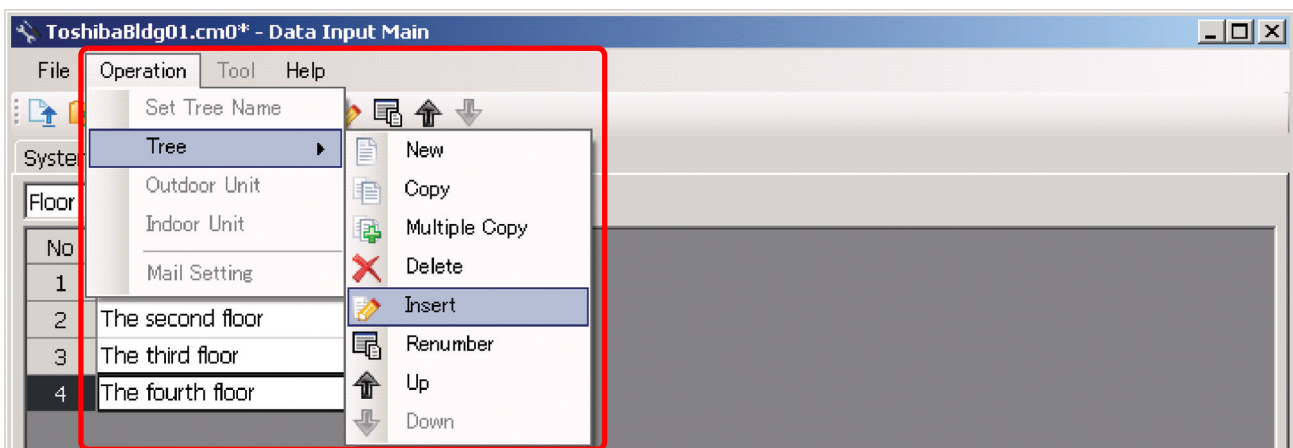 ToshibaBldg01.cm0* - Data Input Main
File Operation Tool Help
Set Tree Name
Tree
Outdoor Unit
Indoor Unit
Mail Setting
New
Copy
Multiple Copy
Delete
Insert
Renumber
Up
Down
Floor
No
1
2 The second floor
3 The third floor
4 The fourth floor